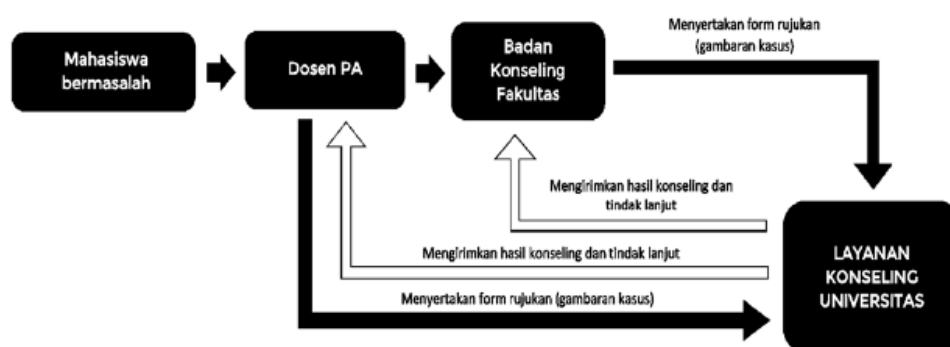 Mahasiswa
bermasalah
Dosen PA
Badan
Konseling
Fakultas
Menyertakan form rujukan
(gambaran kasus)
Mengirimkan hasil konseling dan
tindak lanjut
Mengirimkan hasil konseling dan tindak lanjut
Menyertakan form rujukan (gambaran kasus)
LAYANAN
KONSELING
UNIVERSITAS